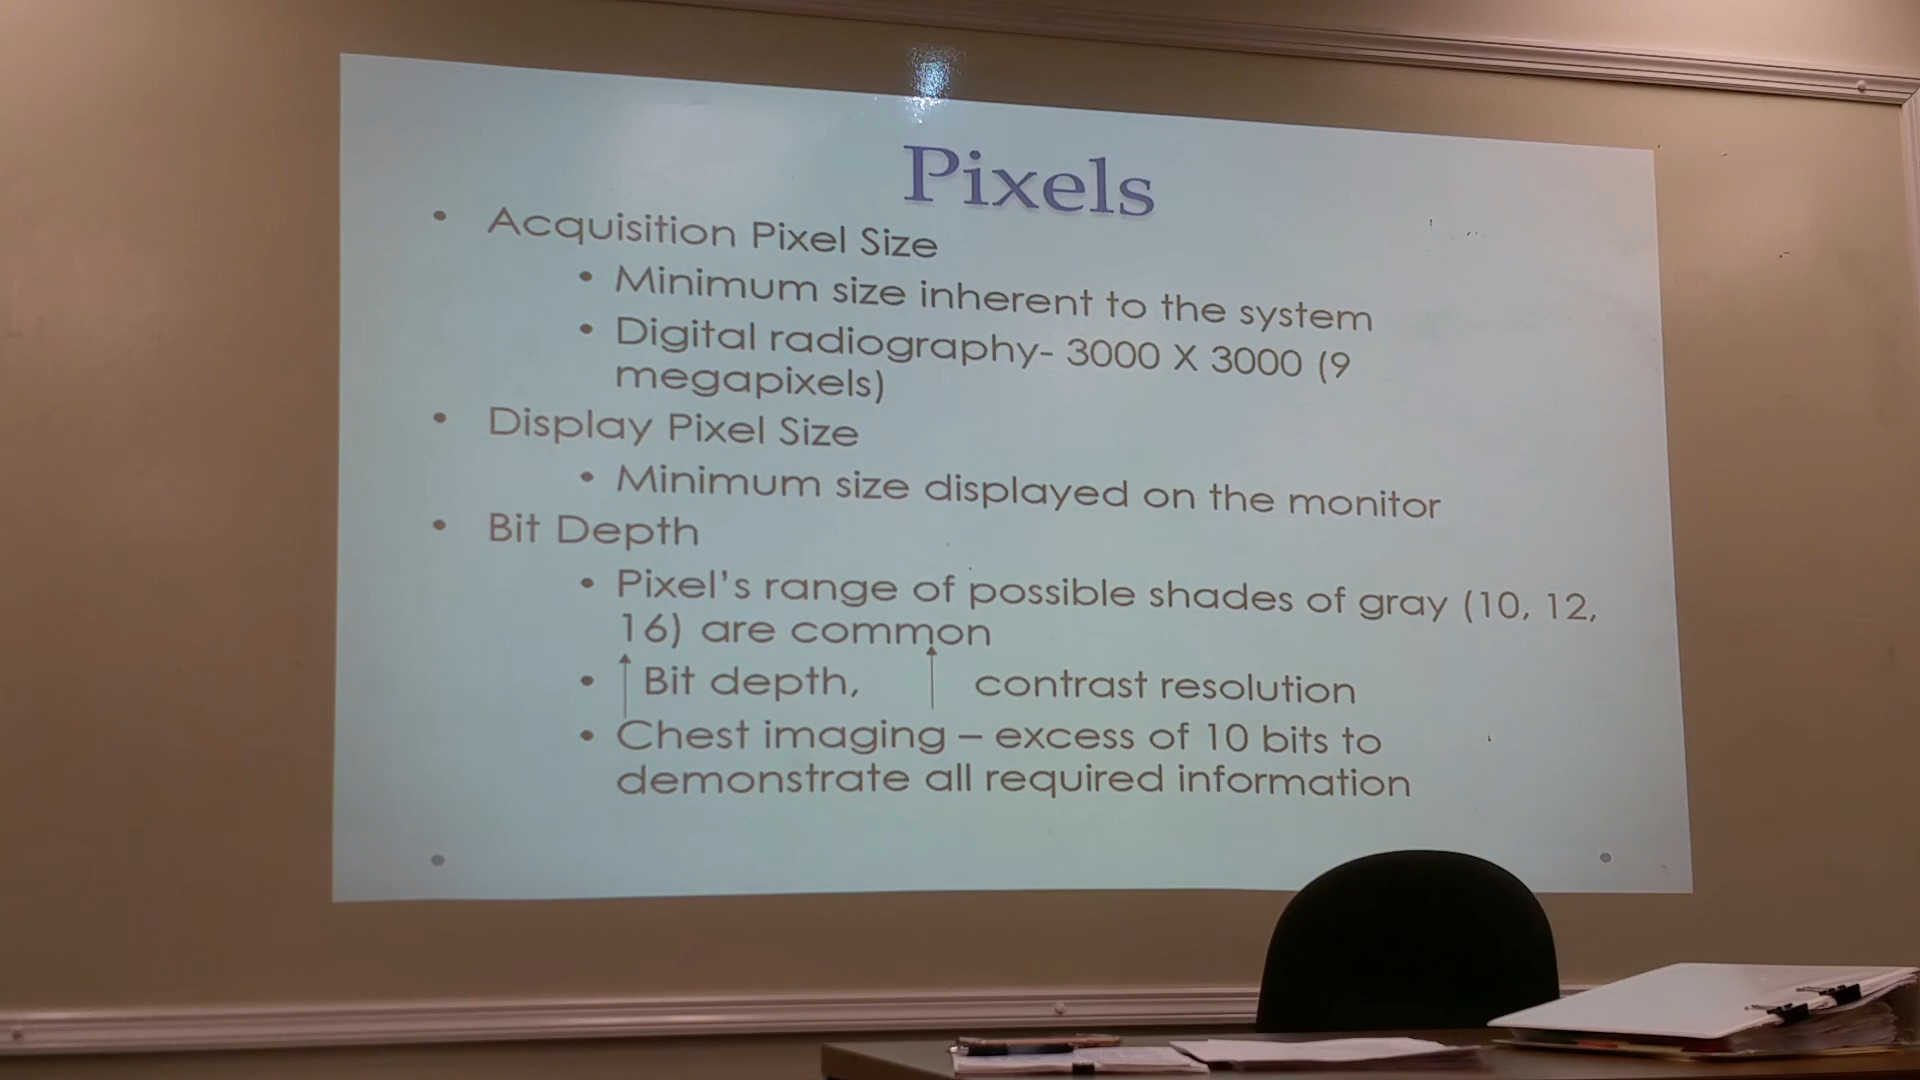 Pixels
• Acquisition Pixel Size
• Minimum size inherent to the system
• Digital radiography- 3000 X 3000 (9
megapixels)
• Display Pixel Size
• Minimum size displayed on the monitor
• Bit Depth
• Pixel's range of possible shades of gray (10, 12,
16) are common
• ↑ Bit depth, ↑ contrast resolution
• Chest imaging – excess of 10 bits to
demonstrate all required information